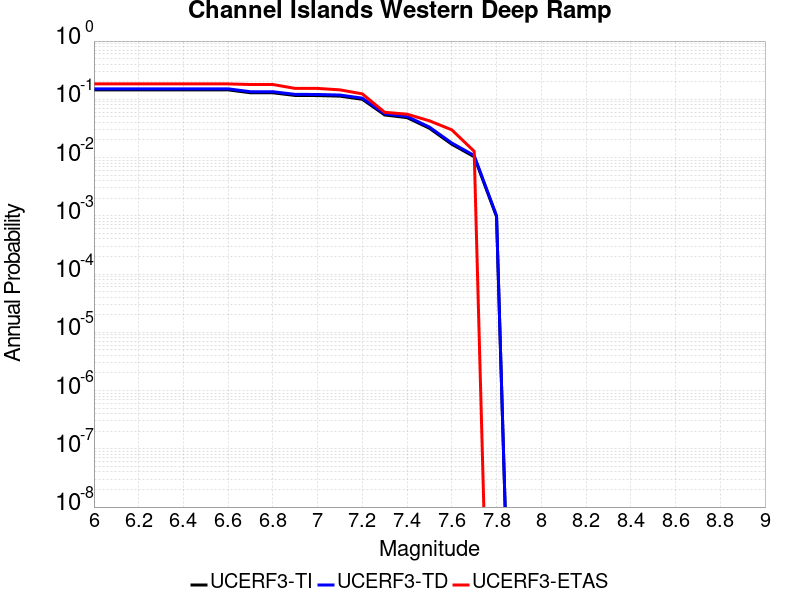 Channel Islands Western Deep Ramp
10^0
10^-1
10^-2
10^-3
10^-4
10^-5
10^-6
10^-7
10^-8
Annual Probability
6 6.2 6.4 6.6 6.8 7 7.2 7.4 7.6 7.8 8 8.2 8.4 8.6 8.8 9
Magnitude
UCERF3-TI UCERF3-TD UCERF3-ETAS